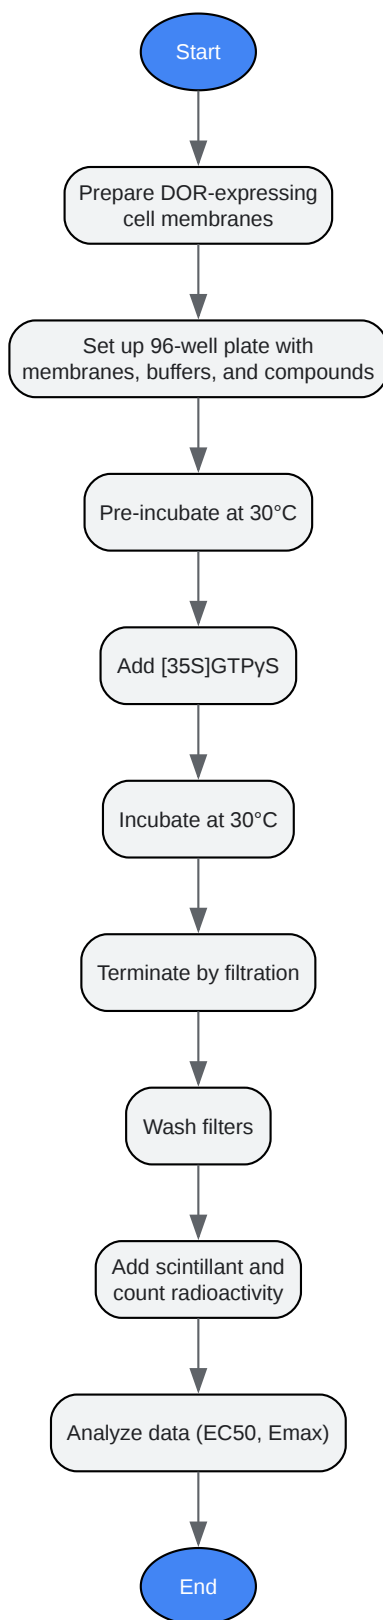 Start
Prepare DOR-expressing
cell membranes
Set up 96-well plate with
membranes, buffers, and compounds
Pre-incubate at 30°C
Add [35S]GTPγS
Incubate at 30°C
Terminate by filtration
Wash filters
Add scintillant and
count radioactivity
Analyze data (EC50, Emax)
End